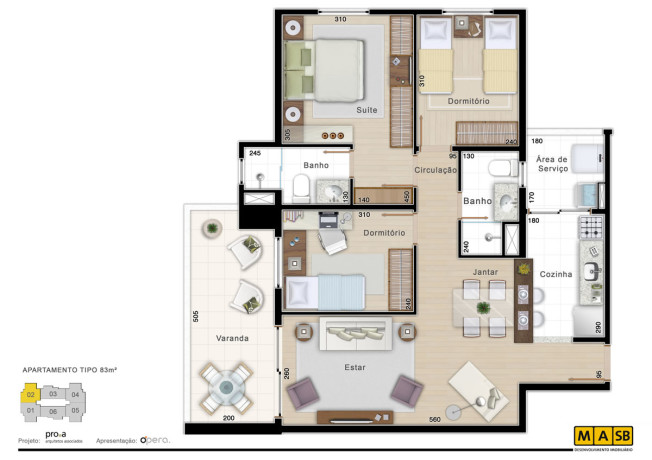 310
310
Suíte
305
450
Dormitório
240
180
Área de
Serviço
170
245
Banho
130
140
Circulação
95
130
Banho
240
310
Dormitório
240
180
Cozinha
290
Jantar
505
Varanda
200
260
Estar
560
95
APARTAMENTO TIPO 83m²
02
03
04
01
06
05
Projeto:
pro.a
arquitetos associados
Apresentação:
Ópera.
MASB
DESENVOLVIMENTO IMOBILIÁRIO